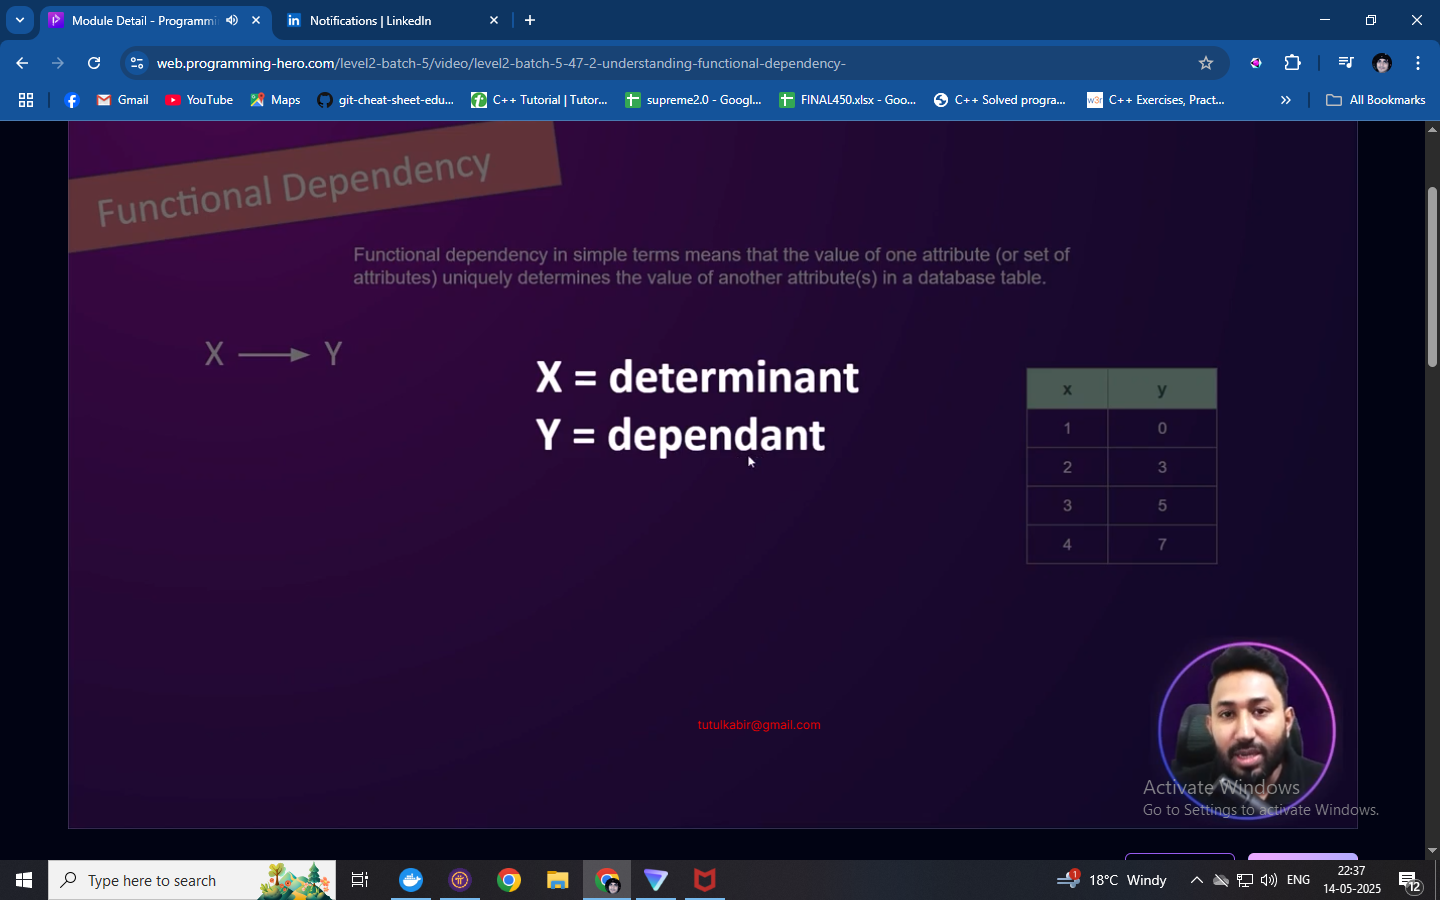 Module Detail - Programmi
Notifications | LinkedIn
web.programming-hero.com/level2-batch-5/video/level2-batch-5-47-2-understanding-functional-dependency-
Gmail
YouTube
Maps
git-cheat-sheet-edu...
C++ Tutorial | Tutor...
supreme2.0 - Googl...
FINAL450.xlsx - Goo...
C++ Solved progra...
w3r
C++ Exercises, Pract...
»
All Bookmarks
Functional Dependency
Functional dependency in simple terms means that the value of one attribute (or set of
attributes) uniquely determines the value of another attribute(s) in a database table.
X → Y
X = determinant
Y = dependant
x y
1 0
2 3
3 5
4 7
tutulkabir@gmail.com
Activate Windows
Go to Settings to activate Windows.
Type here to search
1
18°C Windy
ENG
22:37
14-05-2025
12